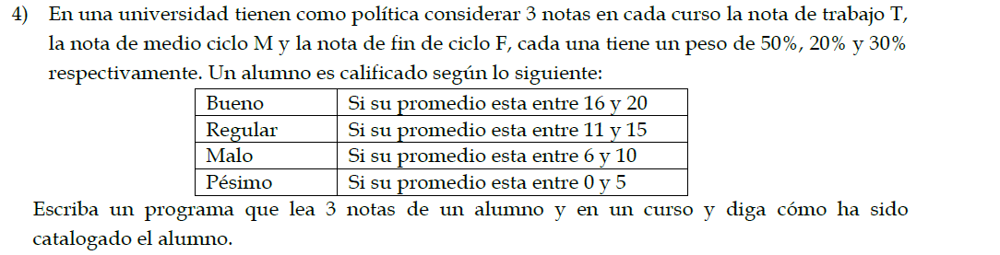 4) En una universidad tienen como política considerar 3 notas en cada curso la nota de trabajo T,
la nota de medio ciclo M y la nota de fin de ciclo F, cada una tiene un peso de 50%, 20% y 30%
respectivamente. Un alumno es calificado según lo siguiente:
Bueno Si su promedio esta entre 16 y 20
Regular Si su promedio esta entre 11 y 15
Malo Si su promedio esta entre 6 y 10
Pésimo Si su promedio esta entre 0 y 5
Escriba un programa que lea 3 notas de un alumno y en un curso y diga cómo ha sido
catalogado el alumno.